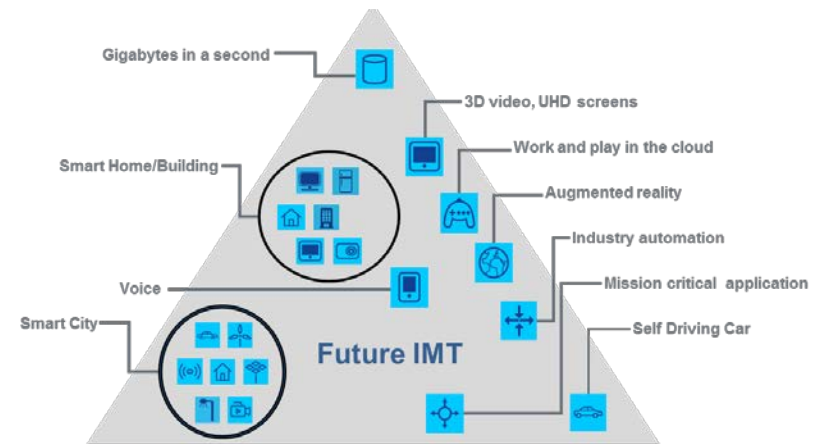 Gigabytes in a second
3D video, UHD screens
Work and play in the cloud
Smart Home/Building
Augmented reality
Industry automation
Mission critical application
Voice
Smart City
Self Driving Car
Future IMT